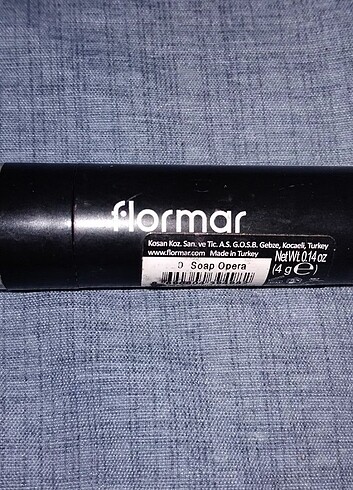 flormar
Kosan Koz. San. ve Tic. A.S. G.O.S.B. Gebze, Kocaeli, Turkey
www.flormar.com Made in Turkey
Net Wt. 0.14 oz
(4 g ℮)
Soap Opera